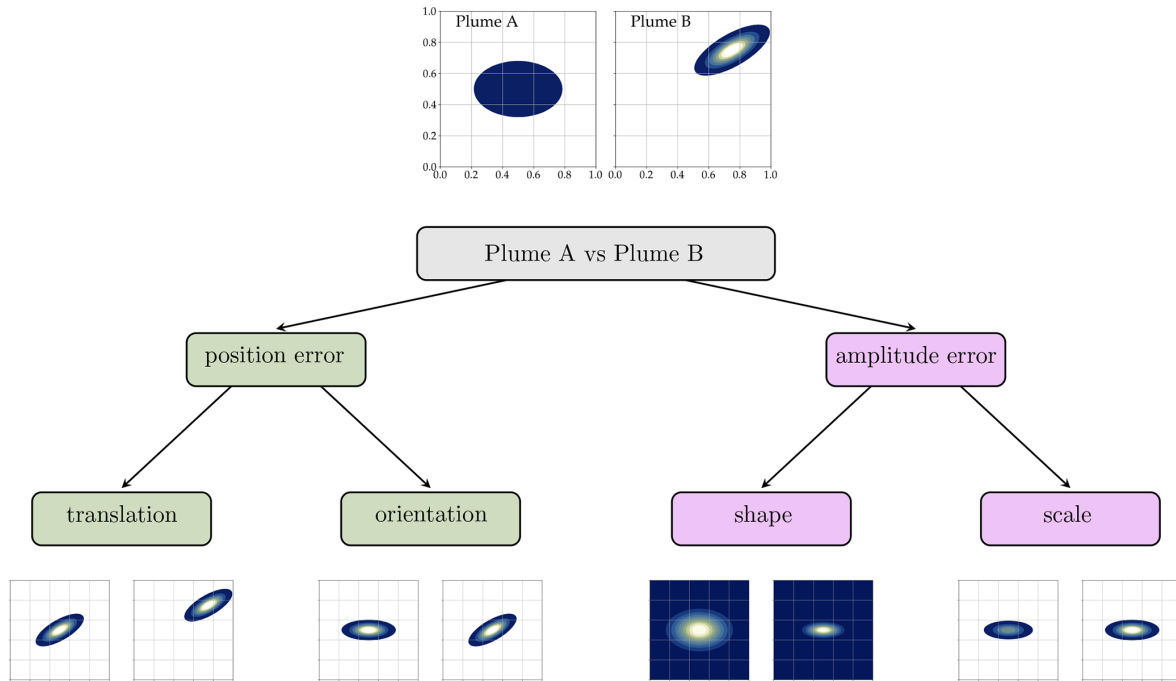 Plume A
Plume B
1.0
0.8
0.6
0.4
0.2
0.0
0.0 0.2 0.4 0.6 0.8 1.0
0.0 0.2 0.4 0.6 0.8 1.0
Plume A vs Plume B
position error
amplitude error
translation
orientation
shape
scale